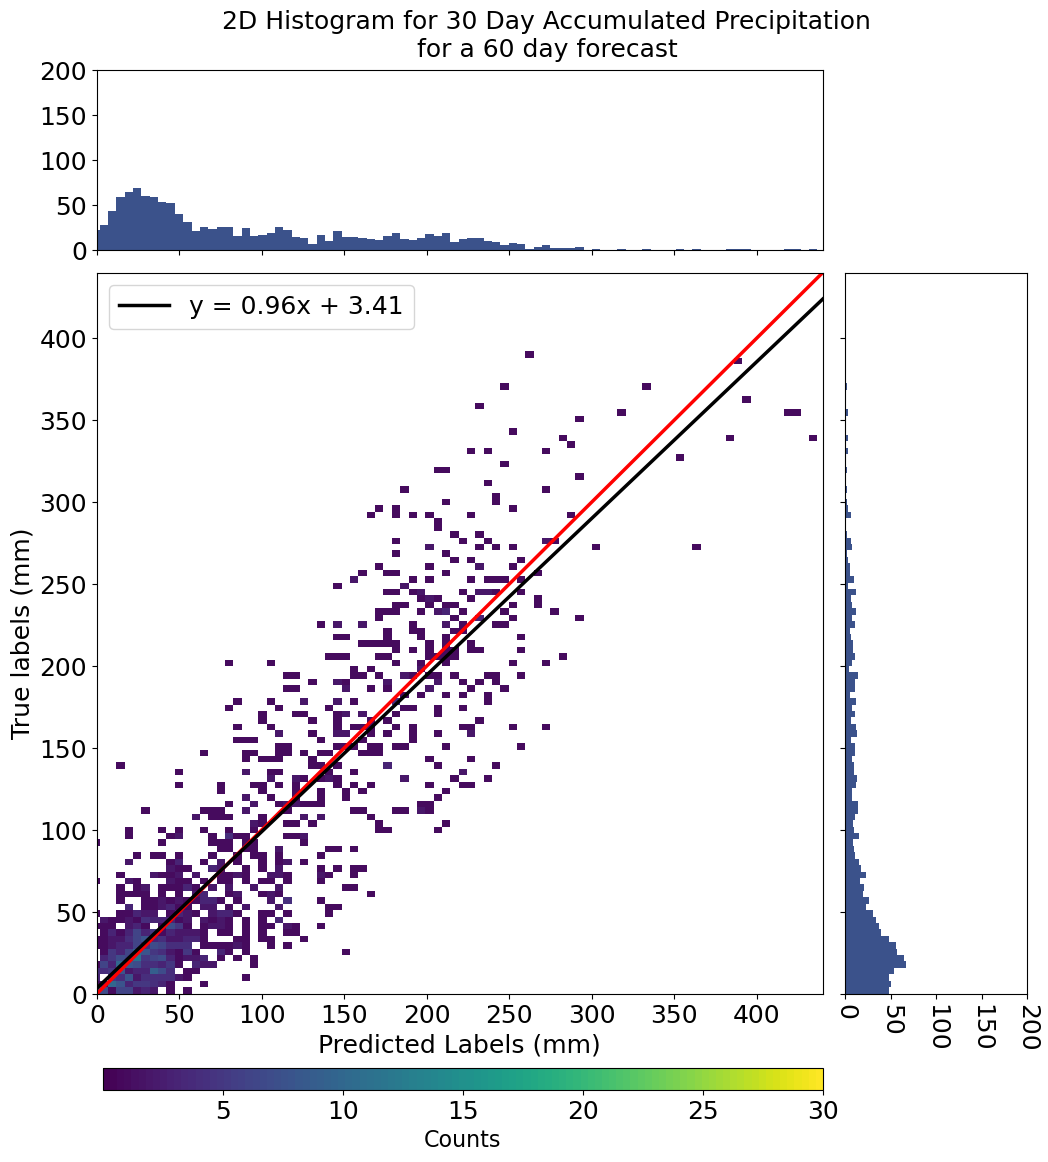 2D Histogram for 30 Day Accumulated Precipitation
for a 60 day forecast
200
150
100
50
0
y = 0.96x + 3.41
400
350
300
250
200
150
100
50
0
True labels (mm)
0 50 100 150 200 250 300 350 400
Predicted Labels (mm)
0 50 100 150 200
5 10 15 20 25 30
Counts